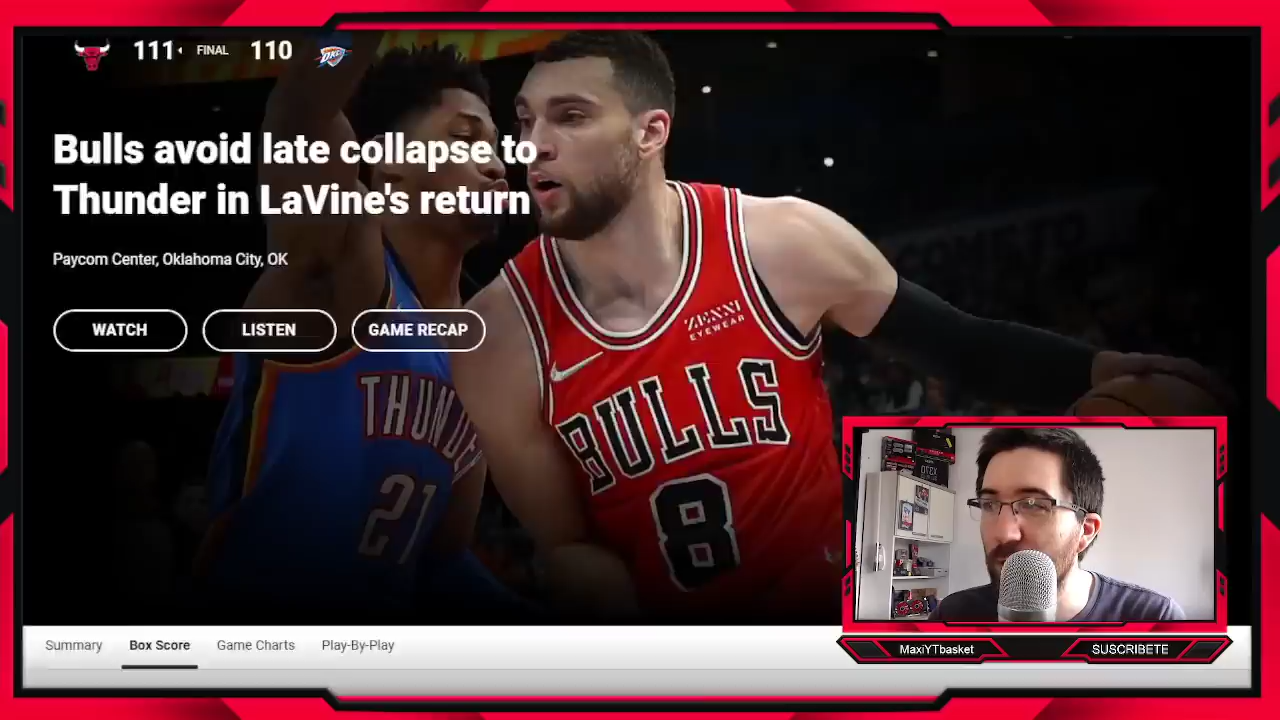 111 FINAL 110
OKC
Bulls avoid late collapse to
Thunder in LaVine's return
Paycom Center, Oklahoma City, OK
WATCH LISTEN GAME RECAP
ZENNI
EYEWEAR
BULLS
8
THUNDER
21
Summary Box Score Game Charts Play-By-Play
MaxiYTbasket SUSCRIBETE